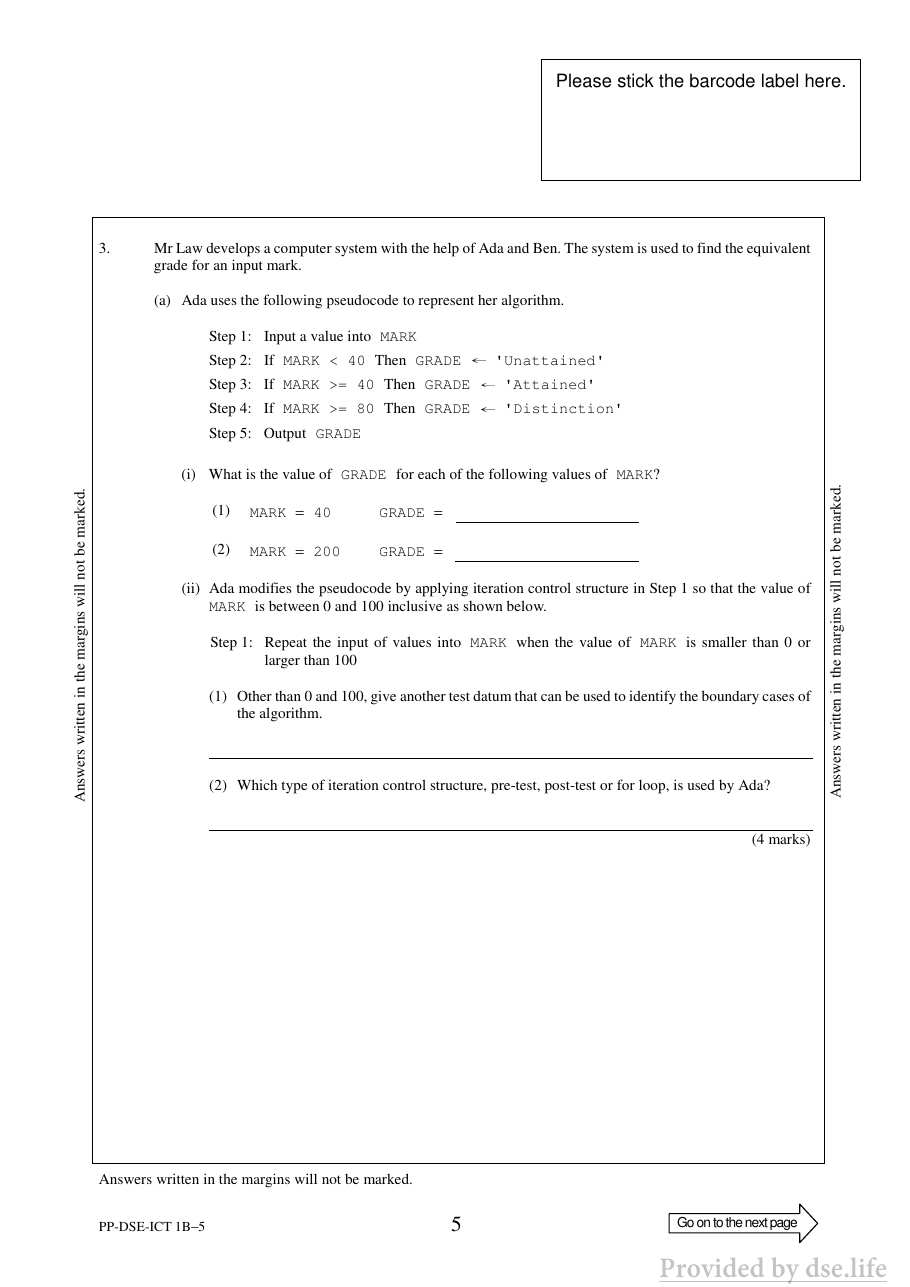 Please stick the barcode label here.
3. Mr Law develops a computer system with the help of Ada and Ben. The system is used to find the equivalent
grade for an input mark.
(a) Ada uses the following pseudocode to represent her algorithm.
Step 1: Input a value into MARK
Step 2: If MARK < 40 Then GRADE ← 'Unattained'
Step 3: If MARK >= 40 Then GRADE ← 'Attained'
Step 4: If MARK >= 80 Then GRADE ← 'Distinction'
Step 5: Output GRADE
(i) What is the value of GRADE for each of the following values of MARK?
(1) MARK = 40 GRADE =
(2) MARK = 200 GRADE =
(ii) Ada modifies the pseudocode by applying iteration control structure in Step 1 so that the value of
MARK is between 0 and 100 inclusive as shown below.
Step 1: Repeat the input of values into MARK when the value of MARK is smaller than 0 or
larger than 100
(1) Other than 0 and 100, give another test datum that can be used to identify the boundary cases of
the algorithm.
(2) Which type of iteration control structure, pre-test, post-test or for loop, is used by Ada?
(4 marks)
Answers written in the margins will not be marked.
Answers written in the margins will not be marked.
Answers written in the margins will not be marked.
PP-DSE-ICT 1B–5
5
Go on to the next page
Provided by dse.life